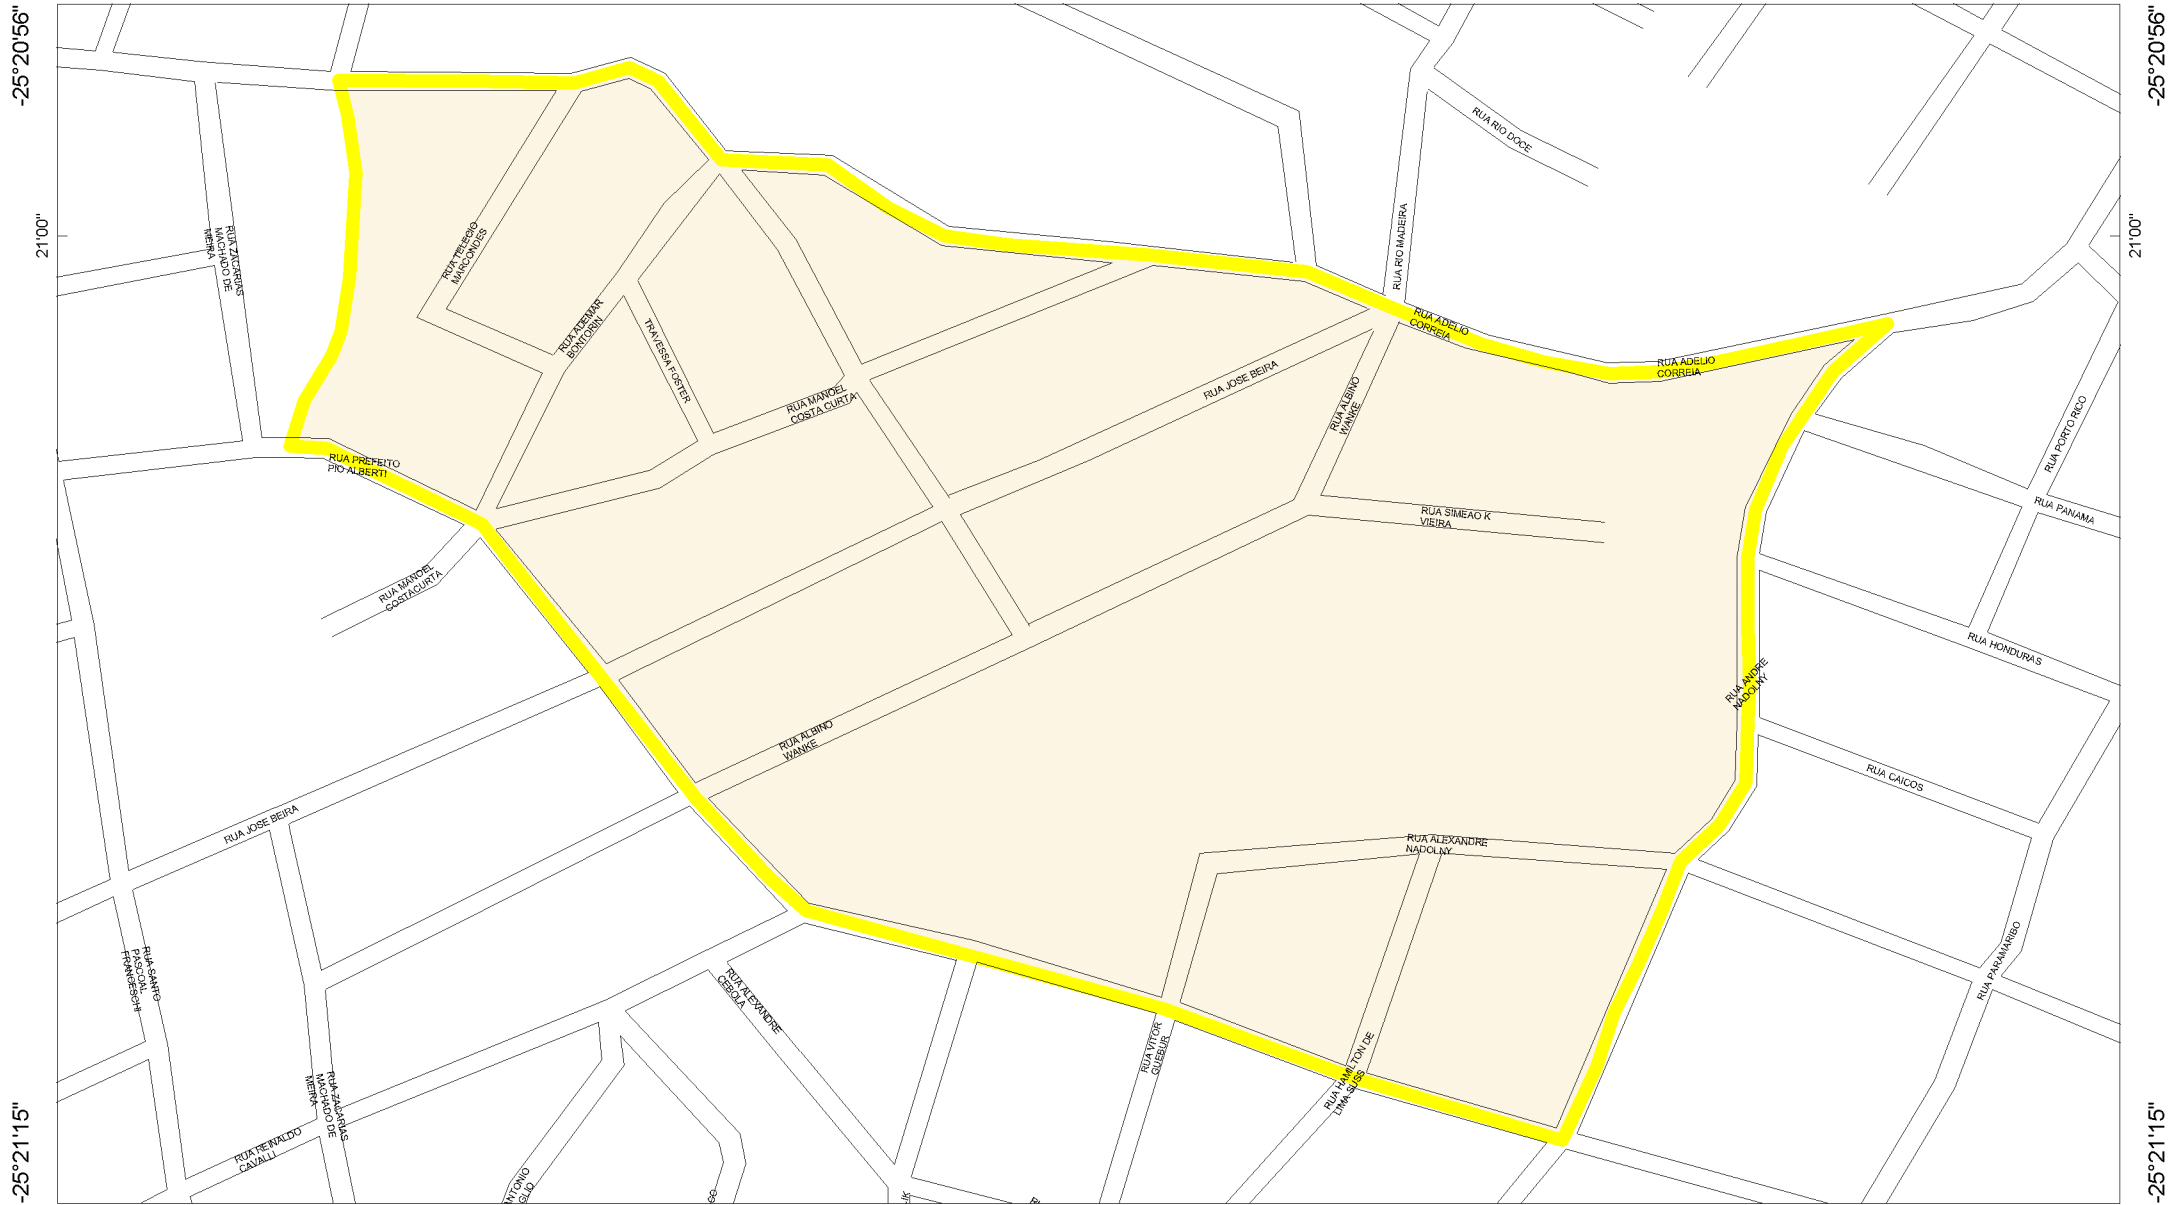 -25°20'56"
-25°20'56"
RUA RIO DOCE
21'00"
21'00"
RUA ZACARIAS
MACHADO DE
MEIRA
RUA TELECIO
MARCONDES
RUA RIO MADEIRA
RUA ADEMAR
BONTORIN
TRAVESSA FOSTER
RUA ADELIO
CORREIA
RUA ADELIO
CORREIA
RUA JOSE BEIRA
RUA MANOEL
COSTA CURTA
RUA ALBINO
WANKE
RUA PORTO RICO
RUA PREFEITO
PIO ALBERTI
RUA SIMEAO K
VIEIRA
RUA PANAMA
RUA MANOEL
COSTACURTA
RUA HONDURAS
RUA ANDRE
NADOLNY
RUA ALBINO
WANKE
RUA CAICOS
RUA JOSE BEIRA
RUA ALEXANDRE
NADOLNY
RUA SANTO
PASCOAL
FRANCESCHI
RUA ALEXANDRE
CEBOLA
RUA PARAMARIBO
RUA VITOR
GUEBUR
RUA HAMILTON DE
LIMA SUSS
RUA ZACARIAS
MACHADO DE
MEIRA
RUA REINALDO
CAVALLI
-25°21'15"
-25°21'15"